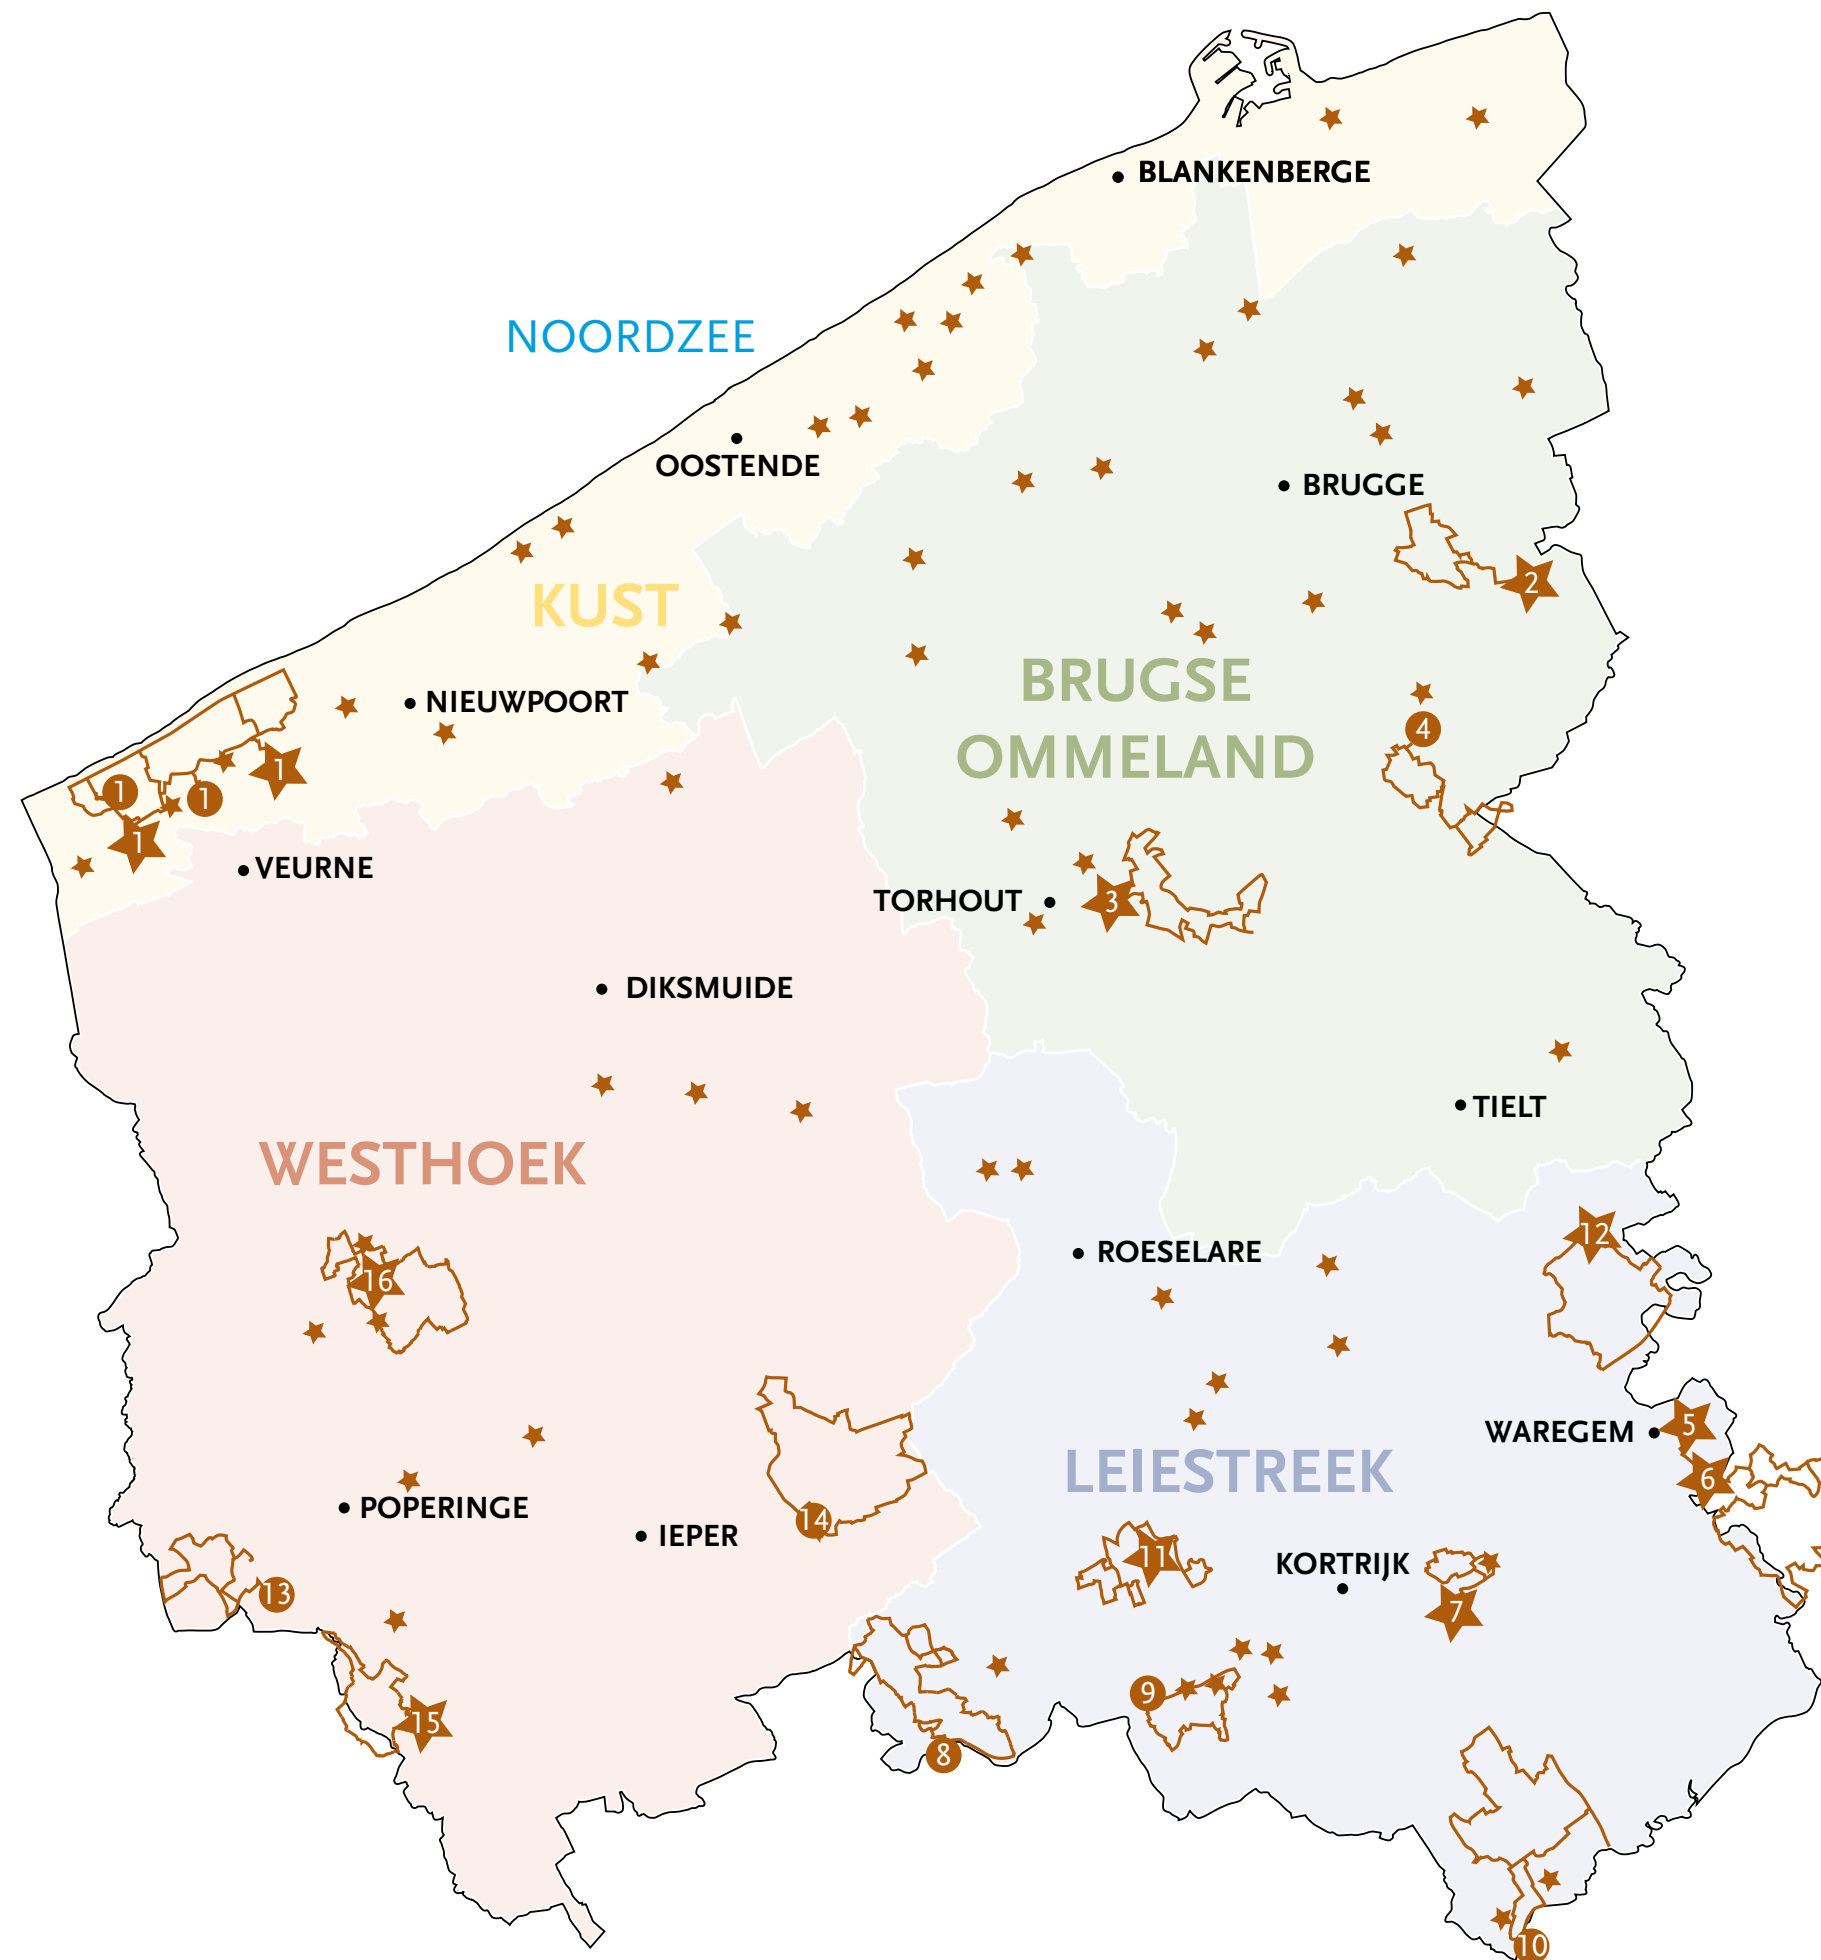 BLANKENBERGE
NOORDZEE
OOSTENDE
BRUGGE
2
KUST
BRUGSE
OMMELAND
NIEUWPOORT
4
1
1
1
1
VEURNE
TORHOUT
3
DIKSMUIDE
TIELT
WESTHOEK
ROESELARE
12
16
WAREGEM
5
LEIESTREEK
6
POPERINGE
14
IEPER
11
KORTRIJK
13
7
9
15
8
10